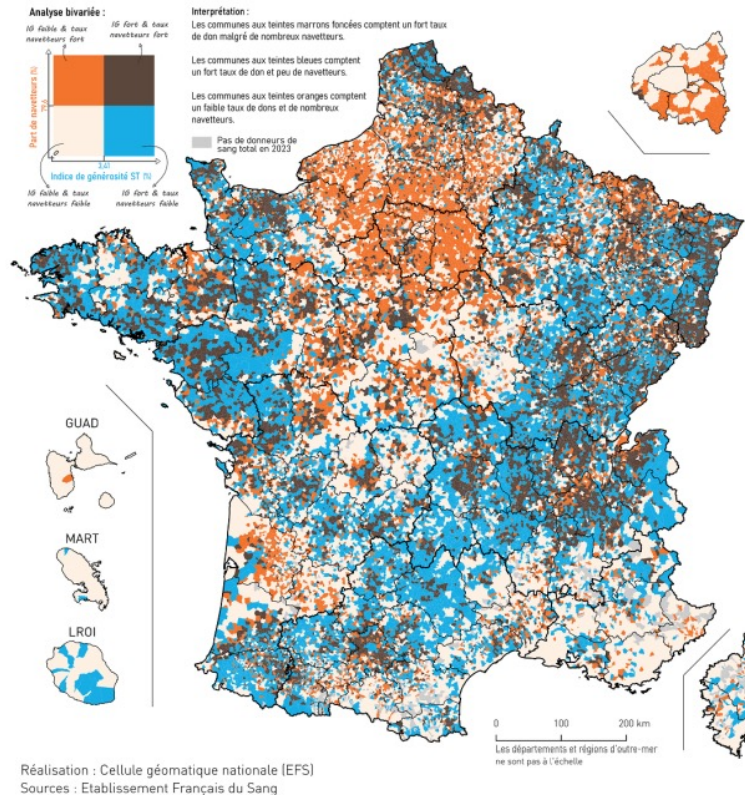 Analyse bivariée :
IG faible & taux
navetteurs fort
IG fort & taux
navetteurs fort
Part de navetteurs (%)
79,6
3,41
Indice de générosité ST (%)
IG faible & taux
navetteurs faible
IG fort & taux
navetteurs faible
Interprétation :
Les communes aux teintes marrons foncées comptent un fort taux
de don malgré de nombreux navetteurs.
Les communes aux teintes bleues comptent
un fort taux de don et peu de navetteurs.
Les communes aux teintes oranges comptent
un faible taux de dons et de nombreux
navetteurs.
Pas de donneurs de
sang total en 2023
GUAD
MART
LROI
0 100 200 km
Les départements et régions d'outre-mer
ne sont pas à l'échelle
Réalisation : Cellule géomatique nationale (EFS)
Sources : Etablissement Français du Sang